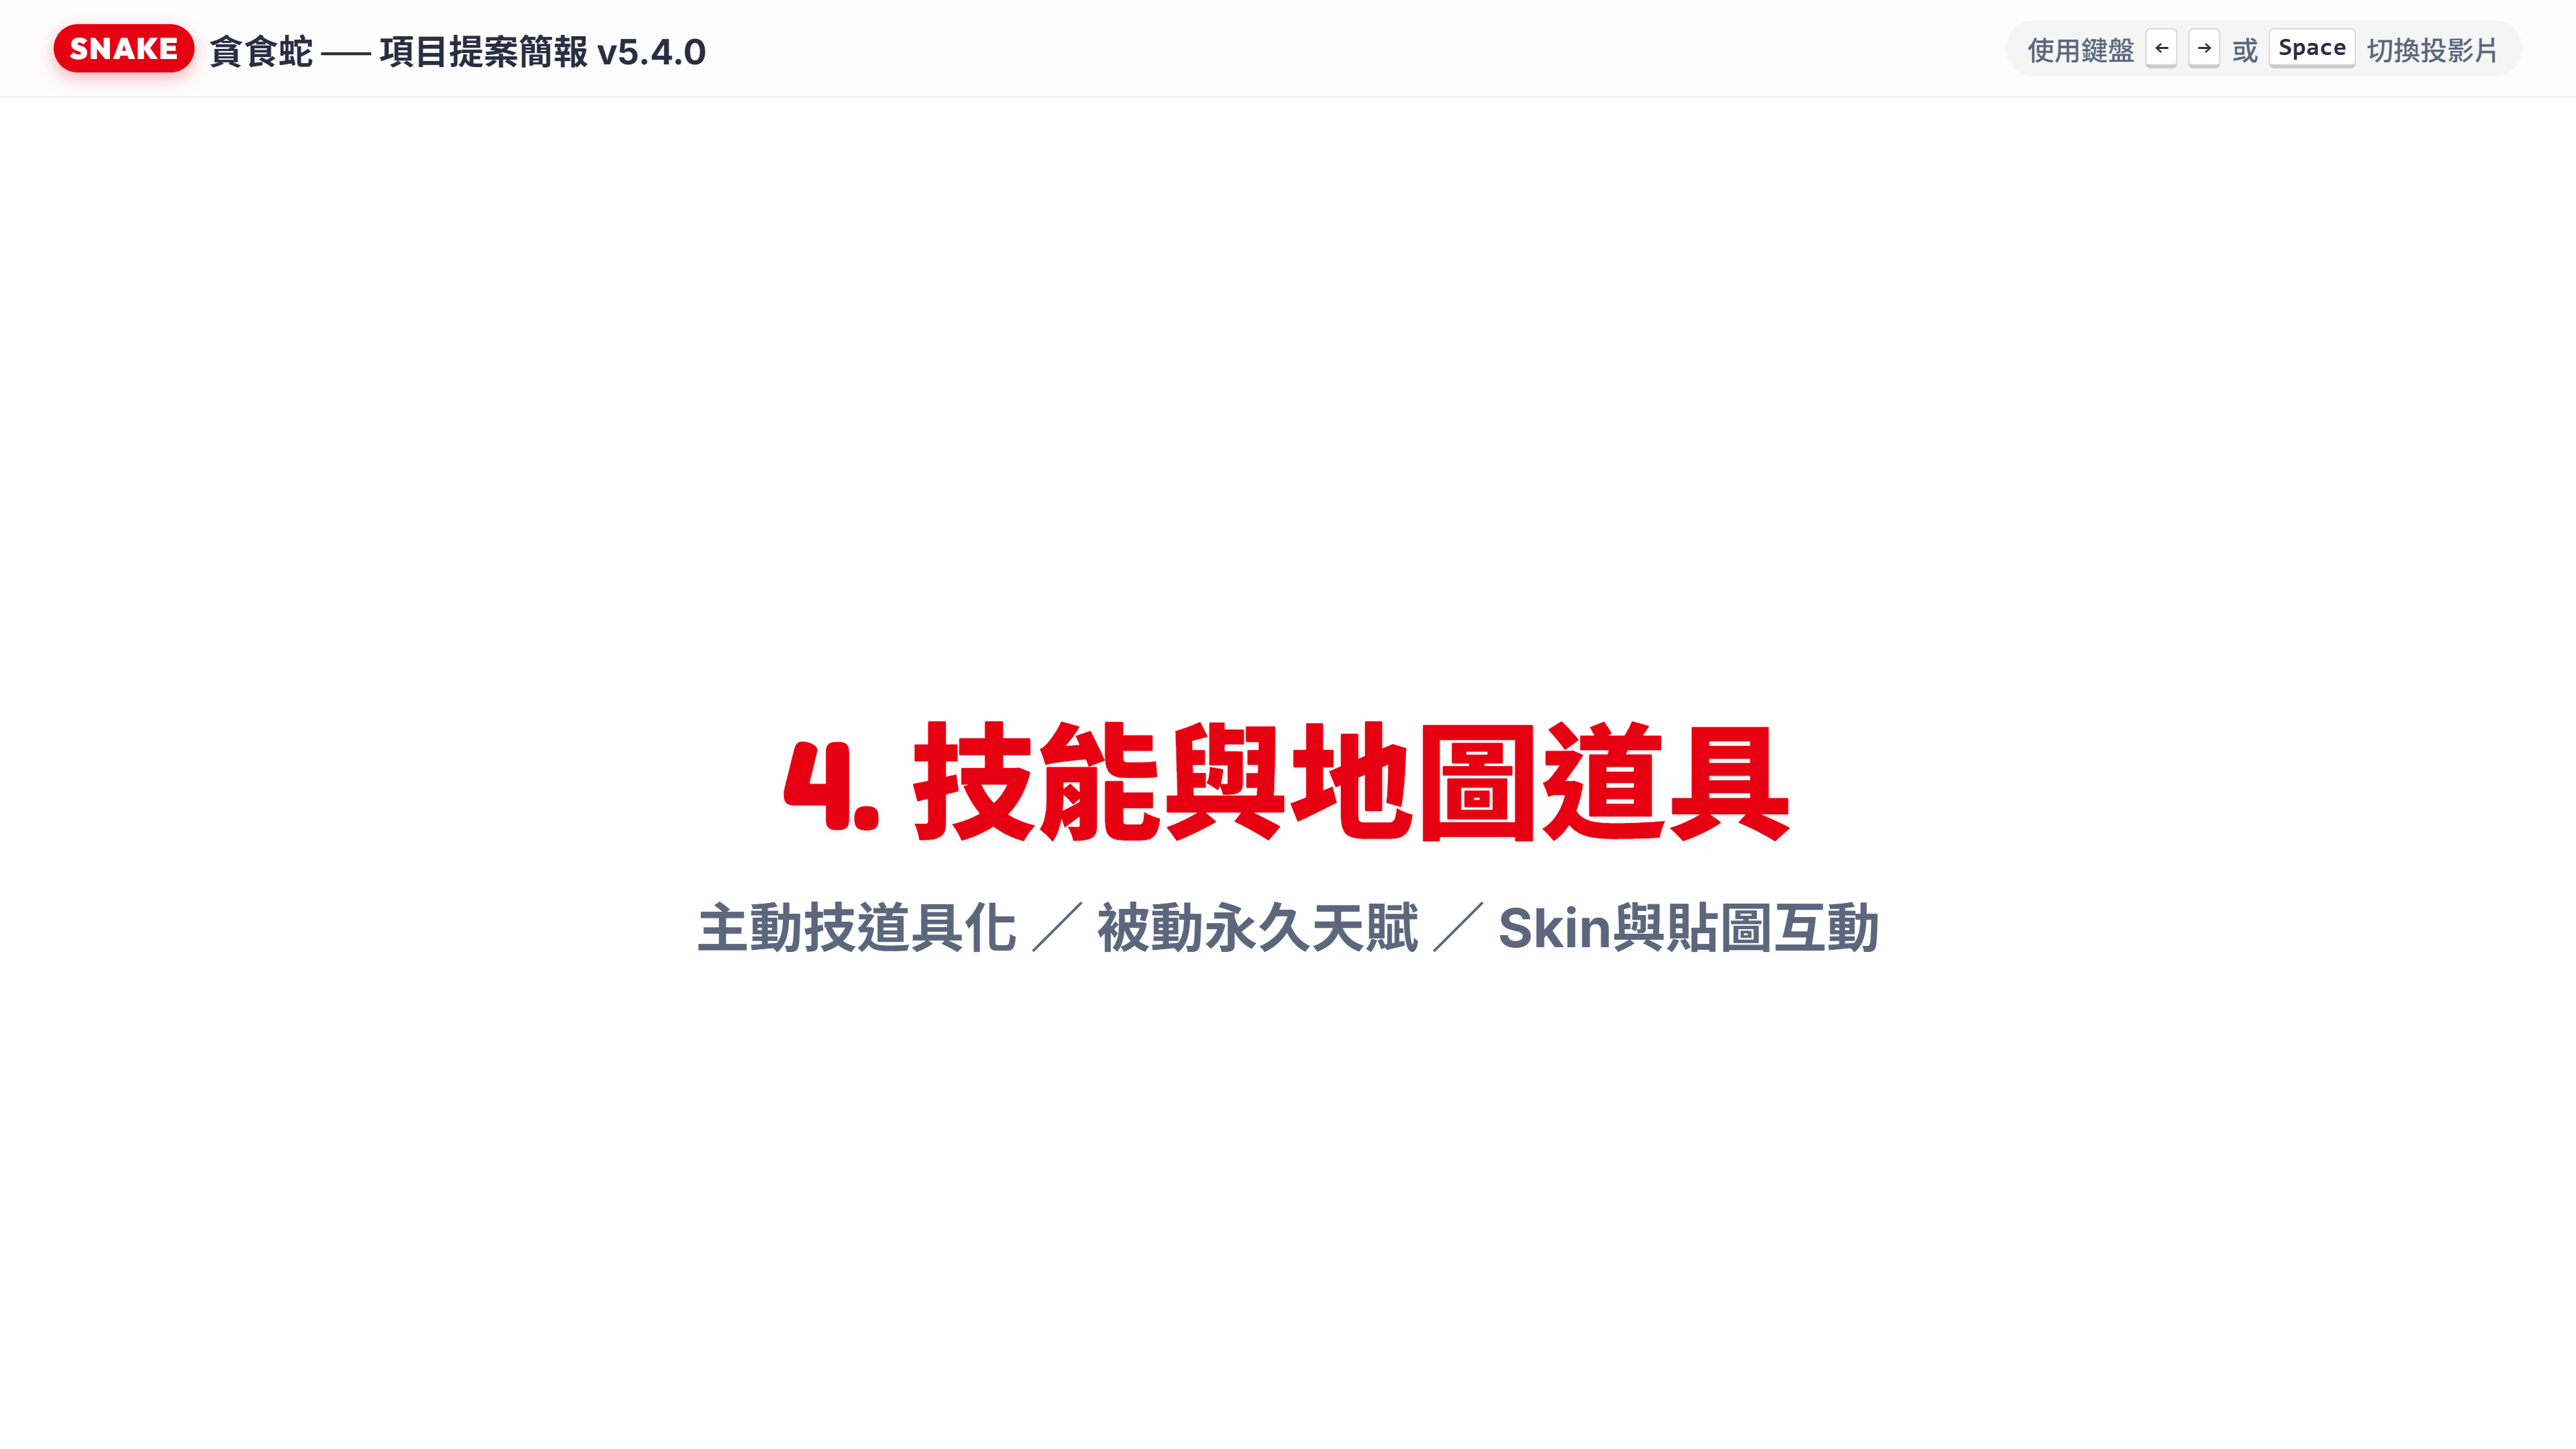 SNAKE 貪食蛇 —— 項目提案簡報 v5.4.0
使用鍵盤 ← → 或 Space 切換投影片
4. 技能與地圖道具
主動技道具化 ／ 被動永久天賦 ／ Skin與貼圖互動